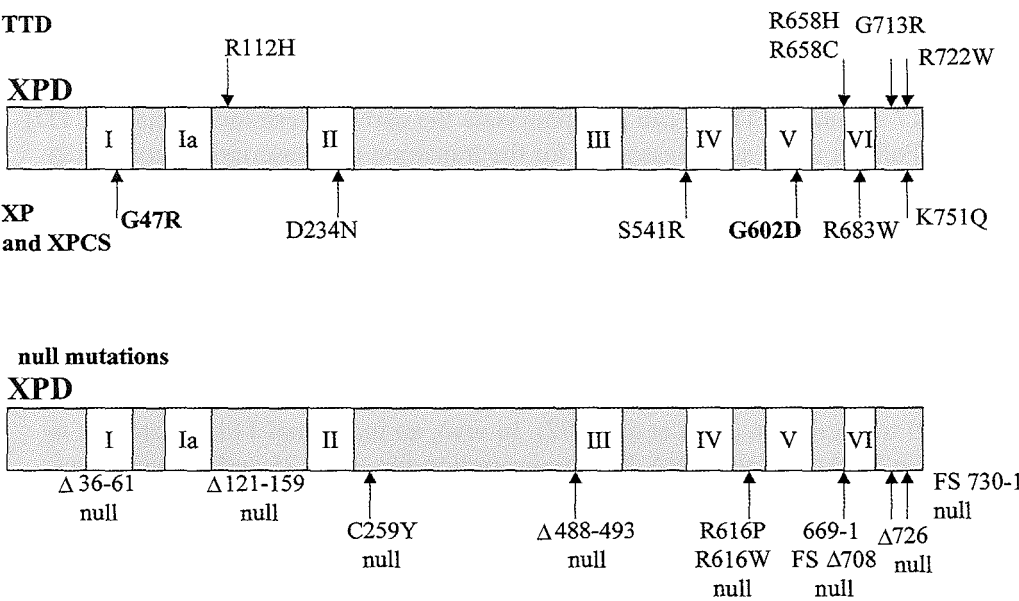 TTD
R112H
R658H
R658C
G713R
R722W
XPD
I Ia II III IV V VI
XP
and XPCS
G47R
D234N
S541R
G602D
R683W
K751Q
null mutations
XPD
I Ia II III IV V VI
Δ 36-61
null
Δ121-159
null
C259Y
null
Δ488-493
null
R616P
R616W
null
669-1
FS Δ708
null
Δ726
null
FS 730-1
null